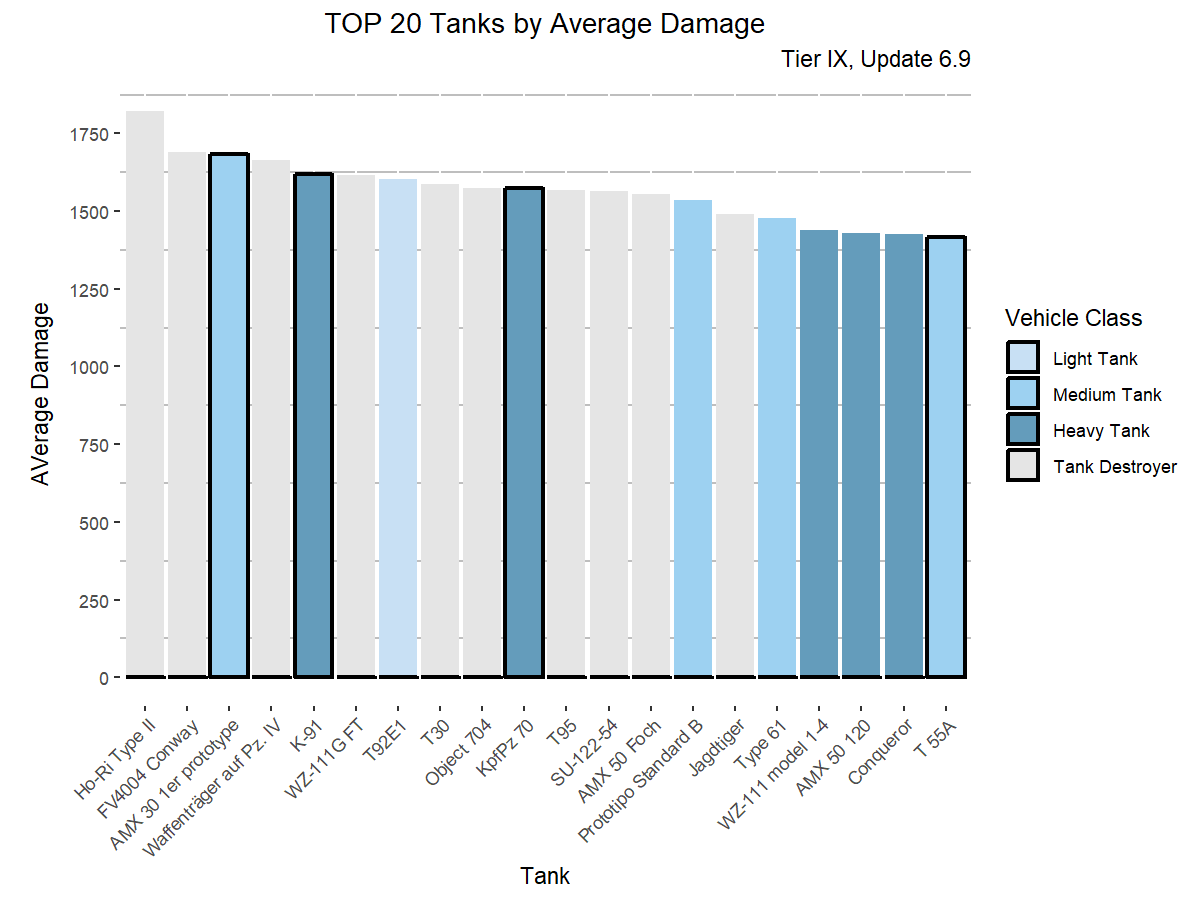 TOP 20 Tanks by Average Damage
Tier IX, Update 6.9
AVerage Damage
1750
1500
1250
1000
750
500
250
0
Ho-Ri Type II
FV4004 Conway
AMX 30 1er prototype
Waffenträger auf Pz. IV
K-91
WZ-111G FT
T92E1
T30
Object 704
KpfPz 70
T95
SU-122-54
AMX 50 Foch
Prototipo Standard B
Jagdtiger
Type 61
WZ-111 model 1-4
AMX 50 120
Conqueror
T 55A
Tank
Vehicle Class
Light Tank
Medium Tank
Heavy Tank
Tank Destroyer